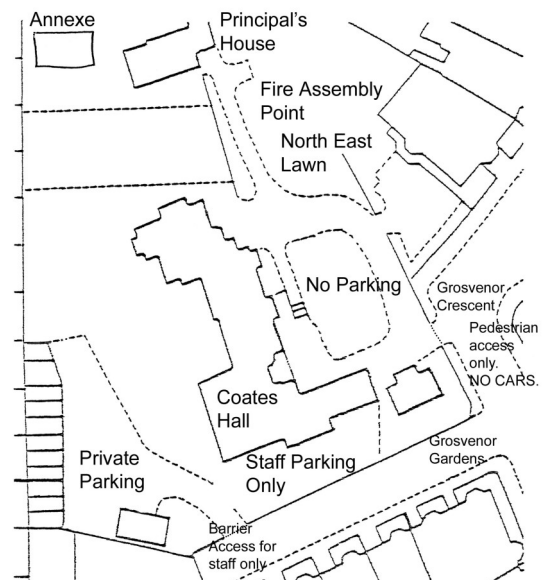 Annexe
Principal's
House
Fire Assembly
Point
North East
Lawn
No Parking
Grosvenor
Crescent
Pedestrian
access
only.
NO CARS.
Coates
Hall
Grosvenor
Gardens
Private
Parking
Staff Parking
Only
Barrier
Access for
staff only